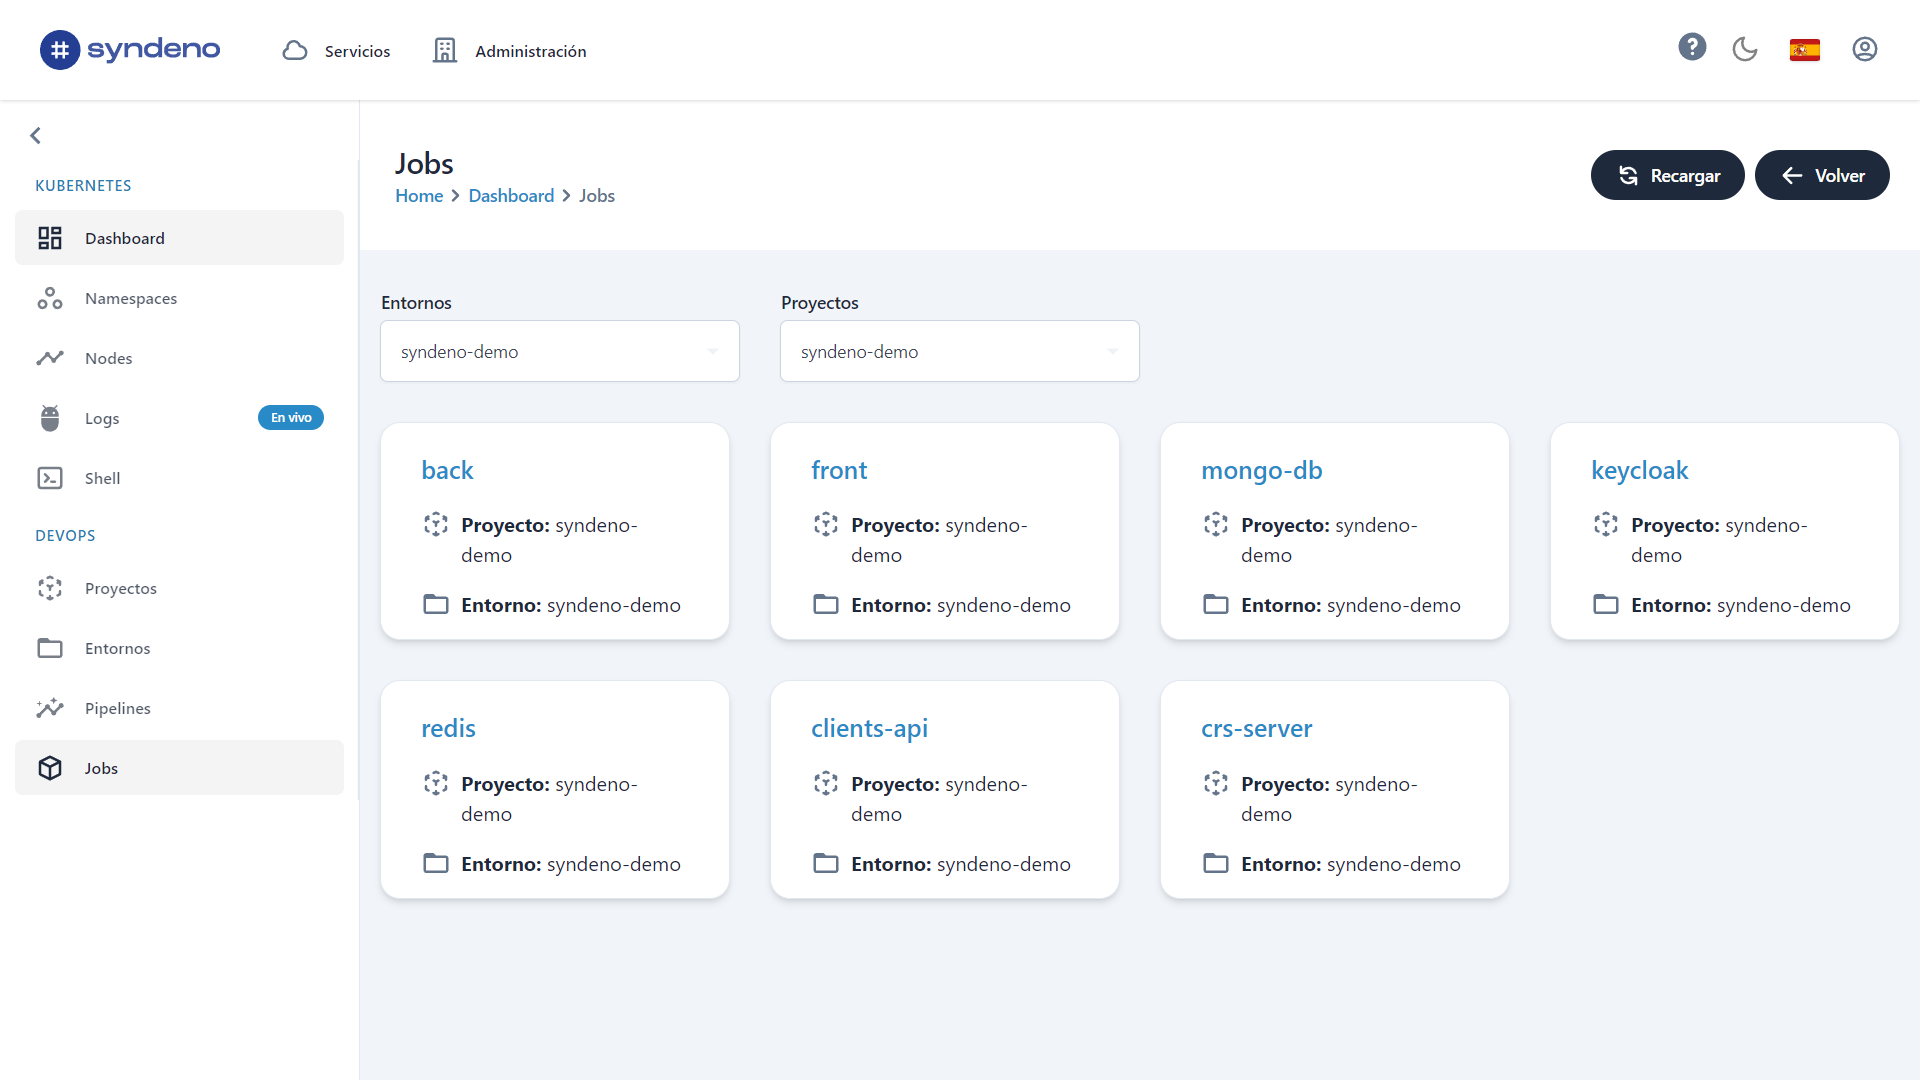 # syndeno
Servicios
Administración
KUBERNETES
Dashboard
Namespaces
Nodes
Logs
En vivo
Shell
DEVOPS
Proyectos
Entornos
Pipelines
Jobs
Jobs
Home > Dashboard > Jobs
Recargar
Volver
Entornos
syndeno-demo
Proyectos
syndeno-demo
back
Proyecto: syndeno-
demo
Entorno: syndeno-demo
front
Proyecto: syndeno-
demo
Entorno: syndeno-demo
mongo-db
Proyecto: syndeno-
demo
Entorno: syndeno-demo
keycloak
Proyecto: syndeno-
demo
Entorno: syndeno-demo
redis
Proyecto: syndeno-
demo
Entorno: syndeno-demo
clients-api
Proyecto: syndeno-
demo
Entorno: syndeno-demo
crs-server
Proyecto: syndeno-
demo
Entorno: syndeno-demo